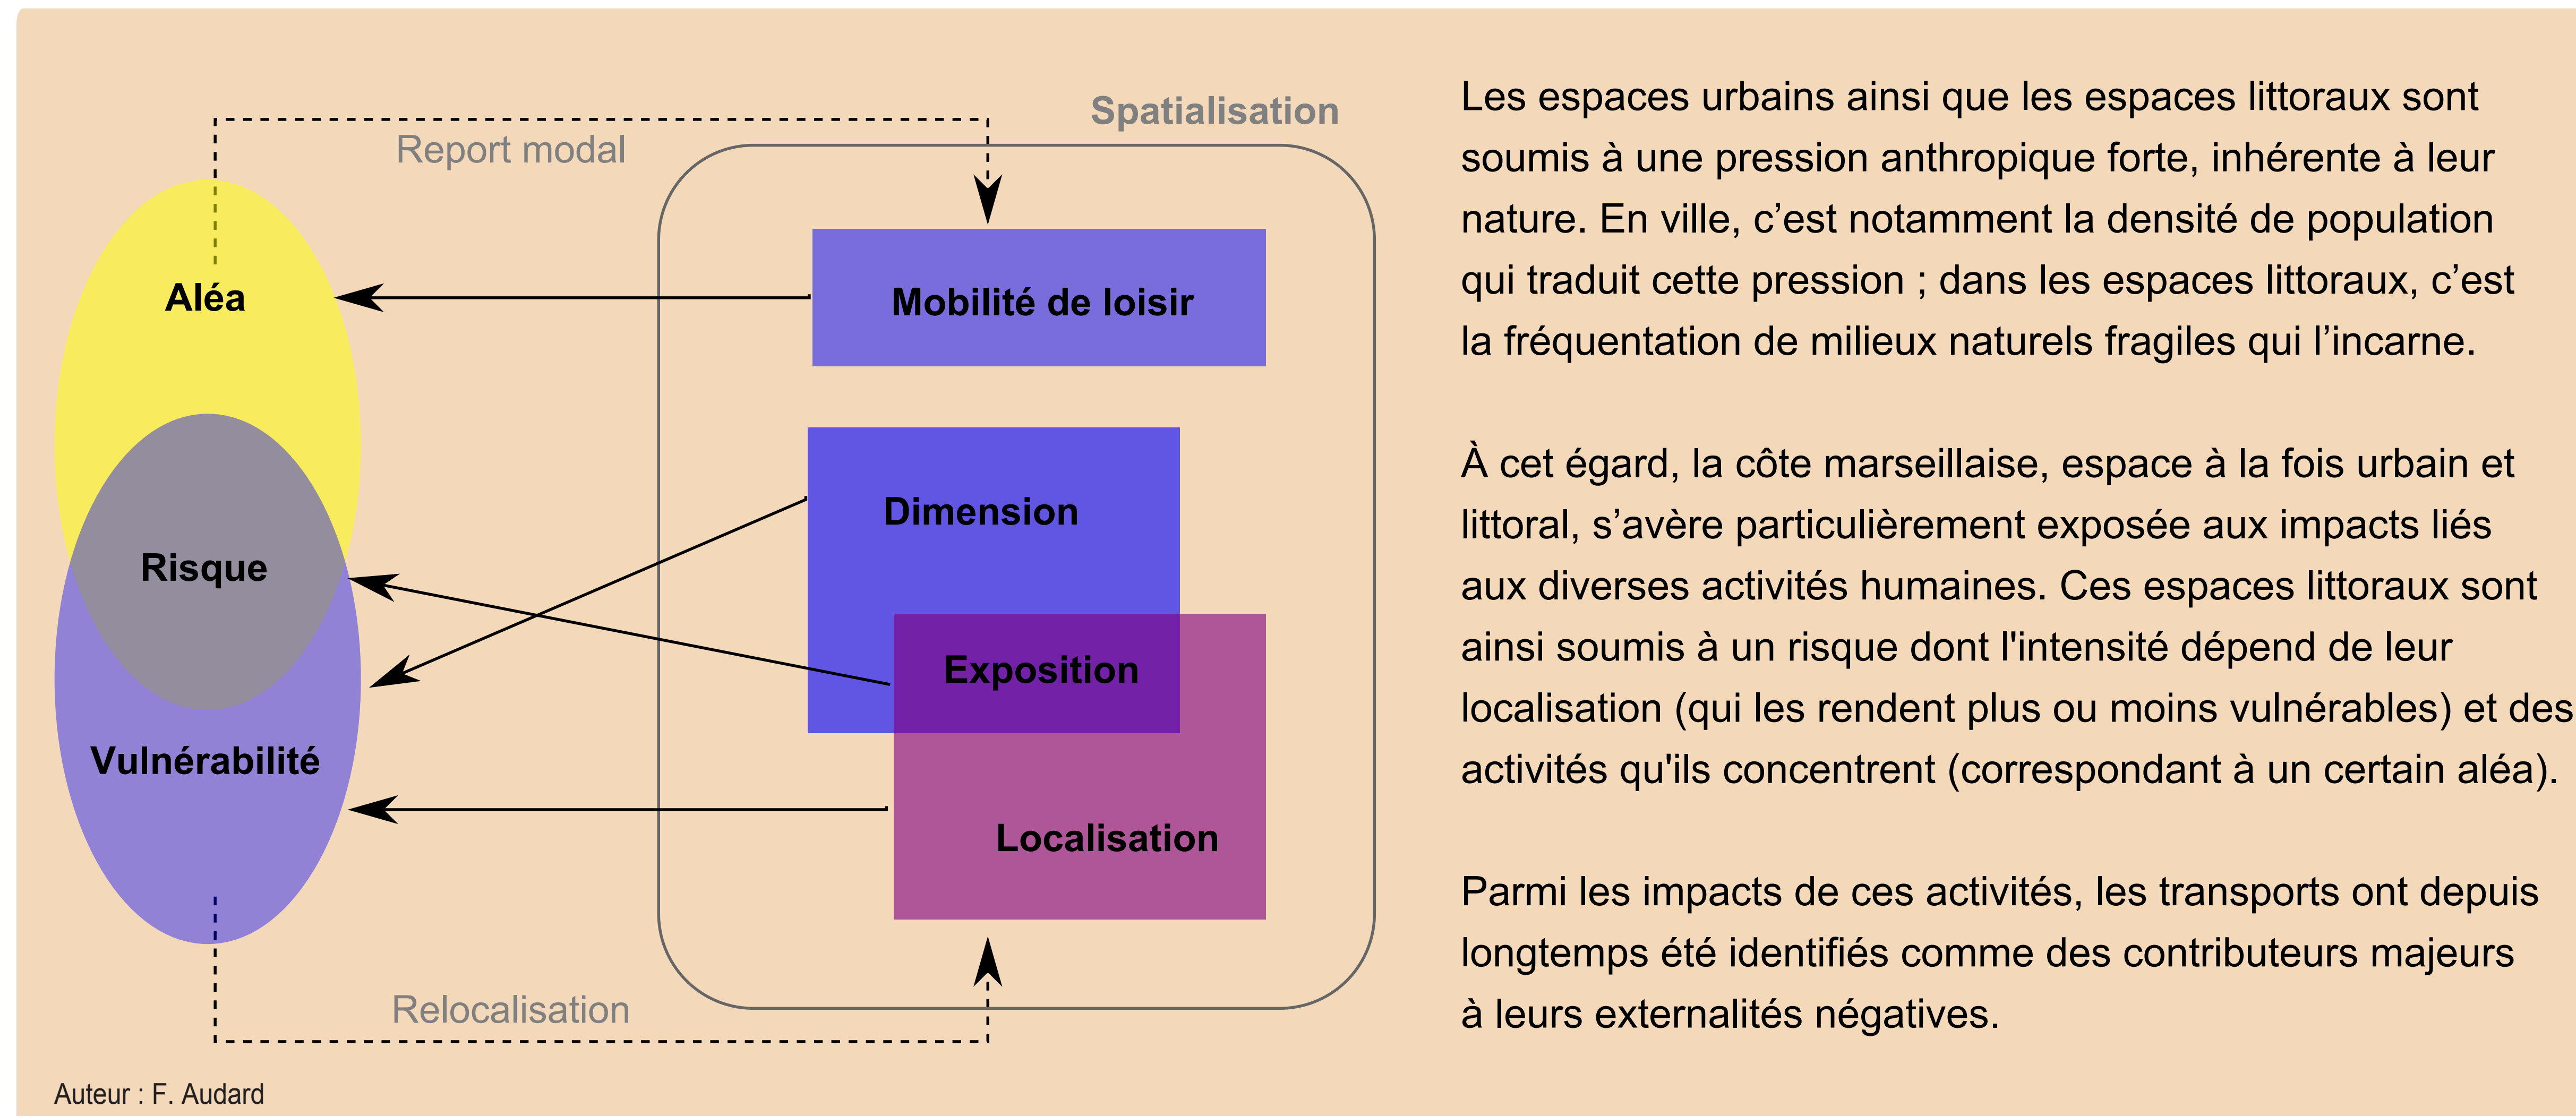 Spatialisation
Report modal
Aléa
Mobilité de loisir
Dimension
Risque
Exposition
Vulnérabilité
Localisation
Relocalisation
Auteur : F. Audard
Les espaces urbains ainsi que les espaces littoraux sont
soumis à une pression anthropique forte, inhérente à leur
nature. En ville, c’est notamment la densité de population
qui traduit cette pression ; dans les espaces littoraux, c’est
la fréquentation de milieux naturels fragiles qui l’incarne.
À cet égard, la côte marseillaise, espace à la fois urbain et
littoral, s’avère particulièrement exposée aux impacts liés
aux diverses activités humaines. Ces espaces littoraux sont
ainsi soumis à un risque dont l'intensité dépend de leur
localisation (qui les rendent plus ou moins vulnérables) et des
activités qu'ils concentrent (correspondant à un certain aléa).
Parmi les impacts de ces activités, les transports ont depuis
longtemps été identifiés comme des contributeurs majeurs
à leurs externalités négatives.